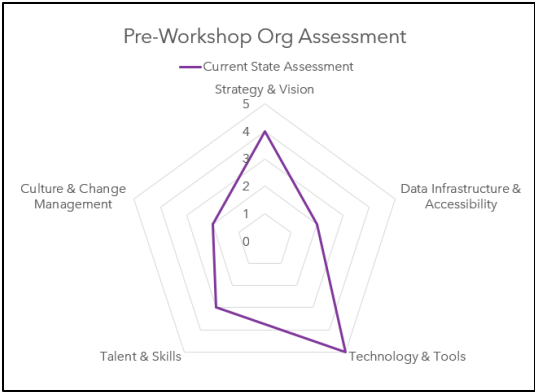 Pre-Workshop Org Assessment
Current State Assessment
Strategy & Vision
5
4
3
2
1
0
Culture & Change
Management
Data Infrastructure &
Accessibility
Talent & Skills
Technology & Tools